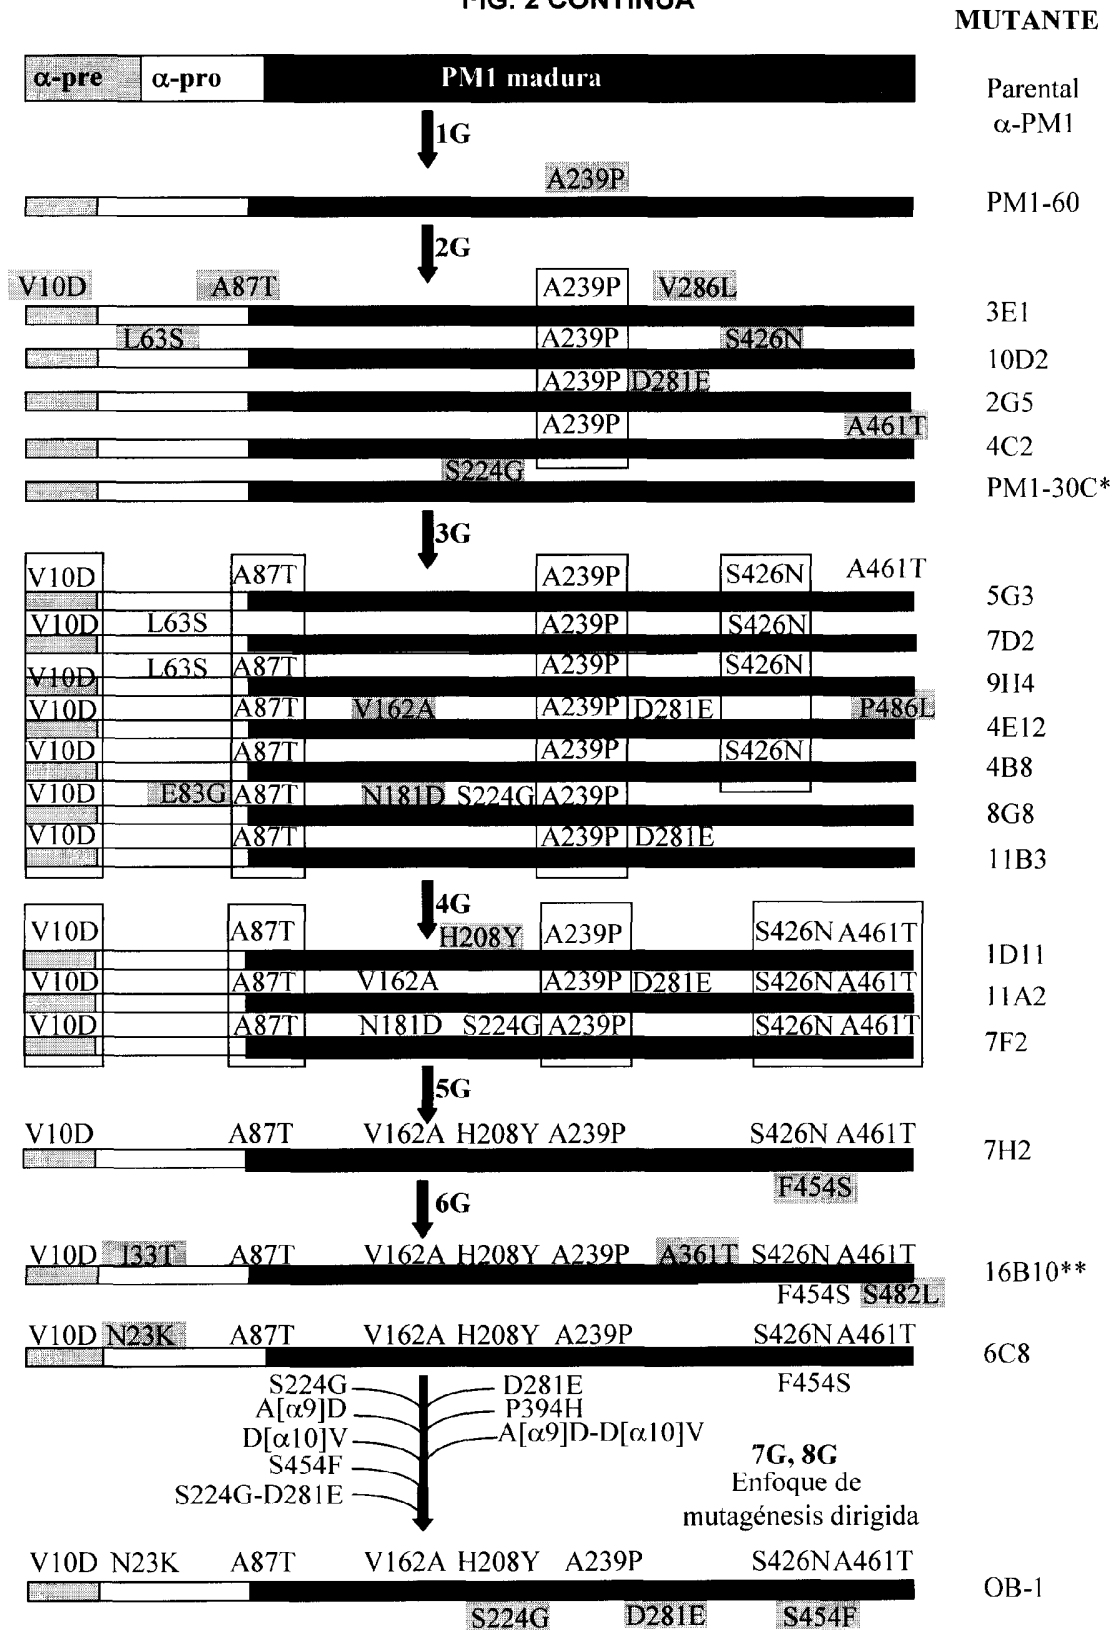 FIG. 2 CONTINUA
MUTANTE
α-pre α-pro PM1 madura
Parental
α-PM1
1G
A239P
PM1-60
2G
V10D A87T A239P V286L
3E1
L63S A239P S426N
10D2
A239P D281E
2G5
A239P A461T
4C2
S224G
PM1-30C*
3G
V10D A87T A239P S426N A461T
5G3
V10D L63S A239P S426N
7D2
V10D L63S A87T A239P S426N
9H4
V10D A87T V162A A239P D281E P486L
4E12
V10D A87T A239P S426N
4B8
V10D E83G A87T N181D S224G A239P
8G8
V10D A87T A239P D281E
11B3
4G
V10D A87T H208Y A239P S426N A461T
1D11
V10D A87T V162A A239P D281E S426N A461T
11A2
V10D A87T N181D S224G A239P S426N A461T
7F2
5G
V10D A87T V162A H208Y A239P S426N A461T
7H2
F454S
6G
V10D I33T A87T V162A H208Y A239P A361T S426N A461T
16B10**
F454S S482L
V10D N23K A87T V162A H208Y A239P S426N A461T
6C8
F454S
S224G D281E
A[α9]D P394H
D[α10]V A[α9]D-D[α10]V
S454F
S224G-D281E
7G, 8G
Enfoque de
mutagénesis dirigida
V10D N23K A87T V162A H208Y A239P S426N A461T
OB-1
S224G D281E S454F